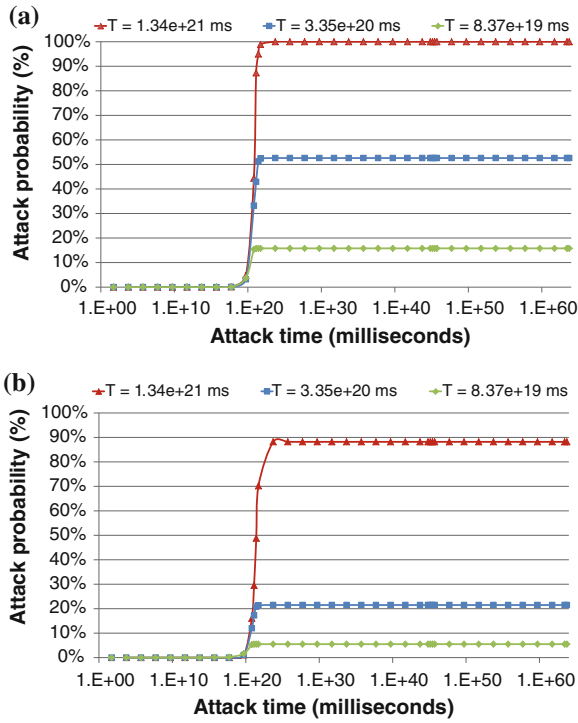 (a)
T = 1.34e+21 ms T = 3.35e+20 ms T = 8.37e+19 ms
100%
90%
80%
70%
60%
50%
40%
30%
20%
10%
0%
Attack probability (%)
1.E+00 1.E+10 1.E+20 1.E+30 1.E+40 1.E+50 1.E+60
Attack time (milliseconds)
(b)
T = 1.34e+21 ms T = 3.35e+20 ms T = 8.37e+19 ms
100%
90%
80%
70%
60%
50%
40%
30%
20%
10%
0%
Attack probability (%)
1.E+00 1.E+10 1.E+20 1.E+30 1.E+40 1.E+50 1.E+60
Attack time (milliseconds)